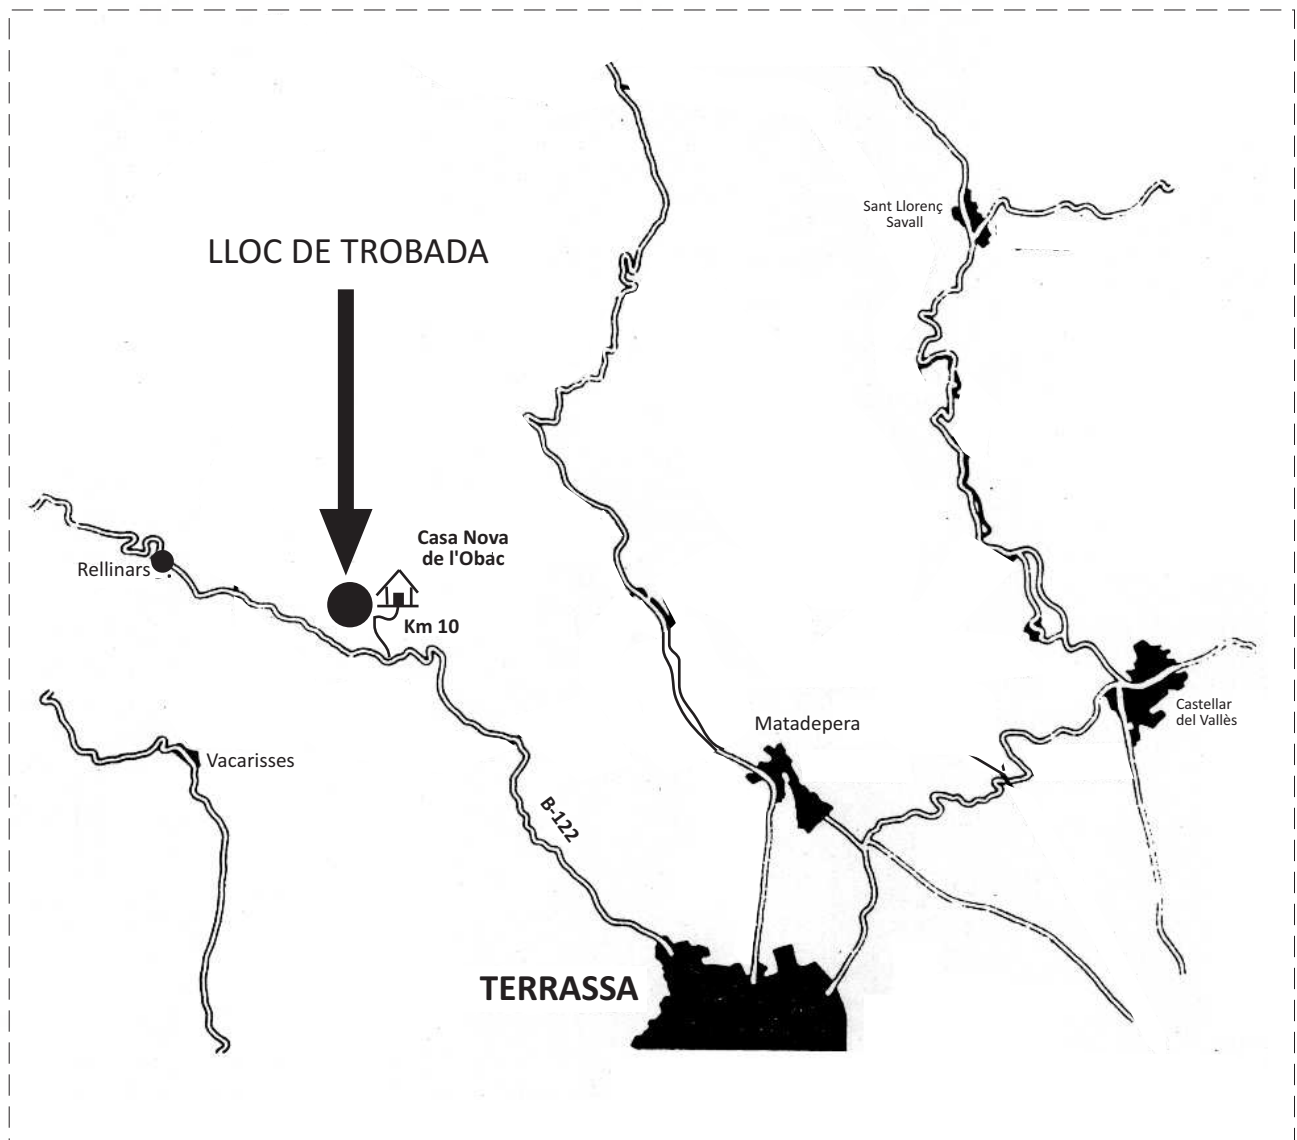 Sant Llorenç
Savall
LLOC DE TROBADA
Casa Nova
de l'Obac
Rellinars
Km 10
Castellar
del Vallès
Matadepera
Vacarisses
B-122
TERRASSA